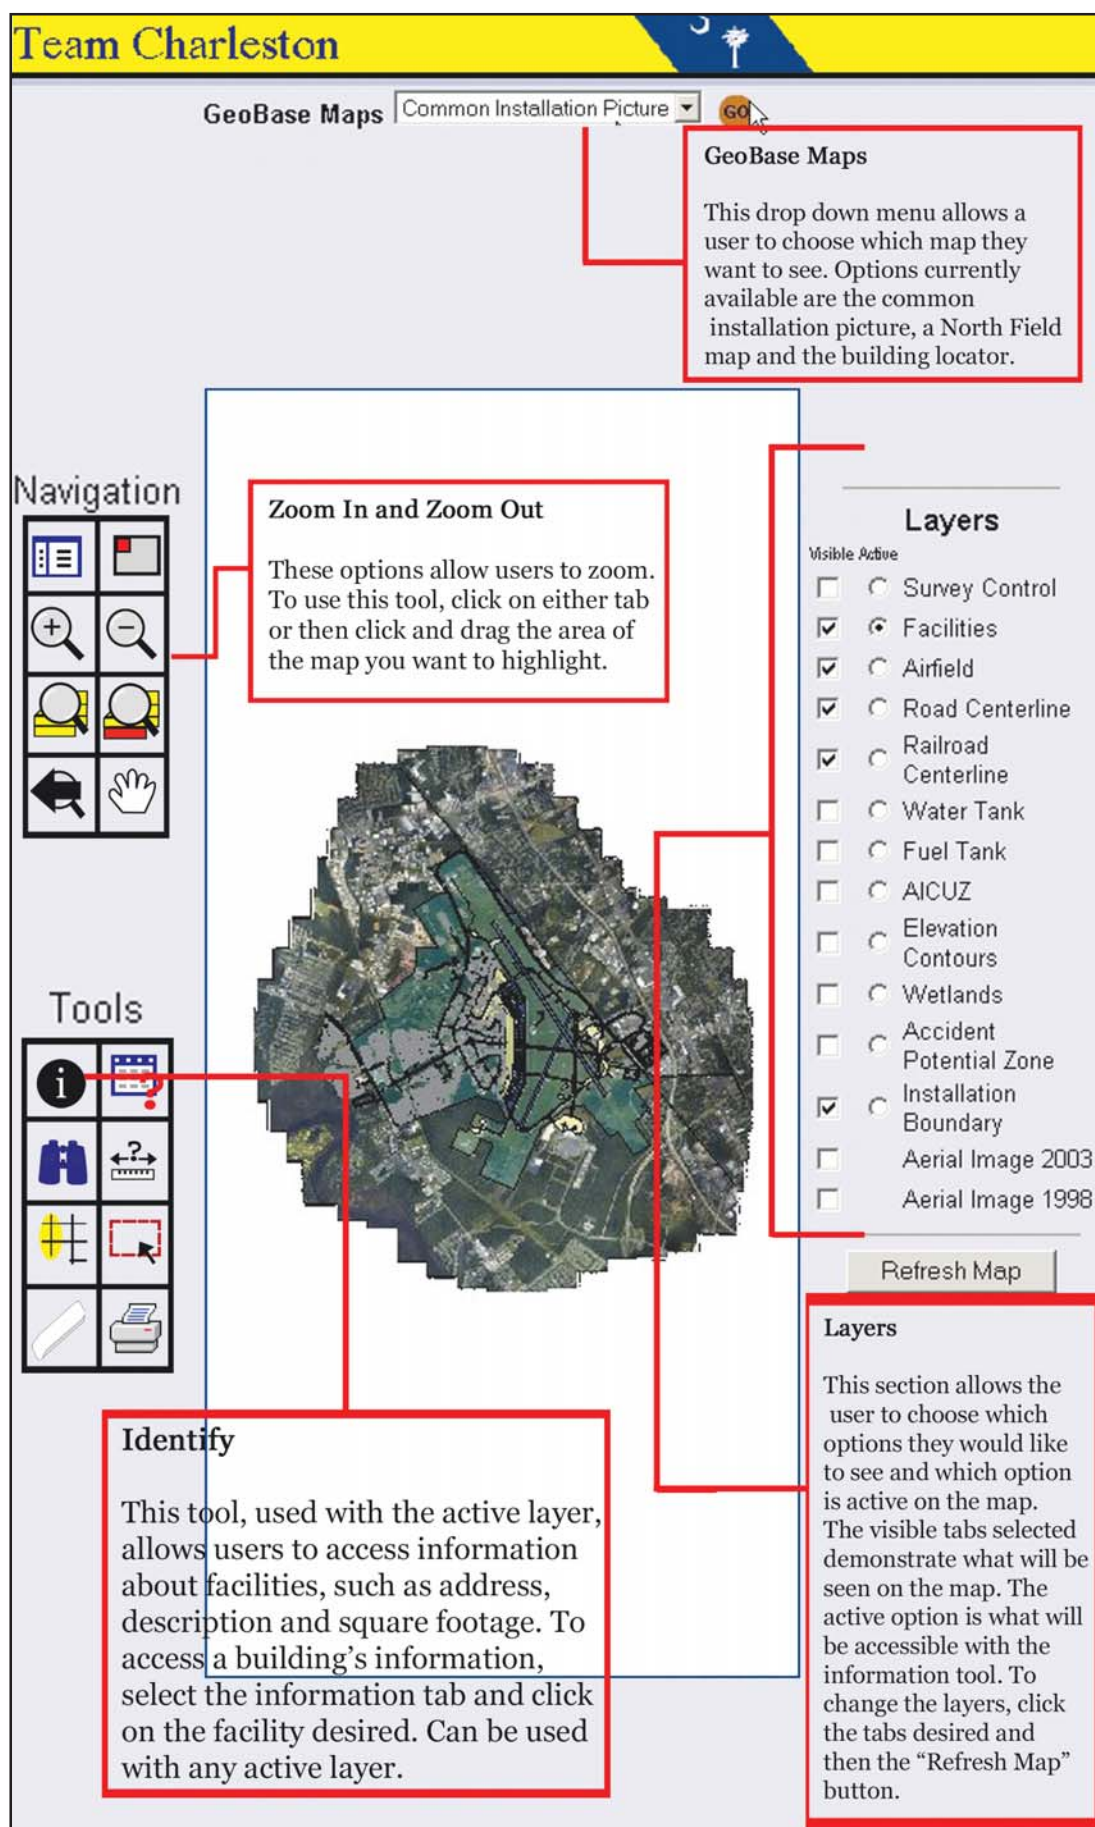 Team Charleston
GeoBase Maps Common Installation Picture GO
GeoBase Maps
This drop down menu allows a
user to choose which map they
want to see. Options currently
available are the common
installation picture, a North Field
map and the building locator.
Navigation
Zoom In and Zoom Out
These options allow users to zoom.
To use this tool, click on either tab
or then click and drag the area of
the map you want to highlight.
Layers
Visible Active
Survey Control
Facilities
Airfield
Road Centerline
Railroad
Centerline
Water Tank
Fuel Tank
AICUZ
Elevation
Contours
Wetlands
Accident
Potential Zone
Installation
Boundary
Aerial Image 2003
Aerial Image 1998
Refresh Map
Tools
i
?
?
Identify
This tool, used with the active layer,
allows users to access information
about facilities, such as address,
description and square footage. To
access a building’s information,
select the information tab and click
on the facility desired. Can be used
with any active layer.
Layers
This section allows the
user to choose which
options they would like
to see and which option
is active on the map.
The visible tabs selected
demonstrate what will be
seen on the map. The
active option is what will
be accessible with the
information tool. To
change the layers, click
the tabs desired and
then the “Refresh Map”
button.